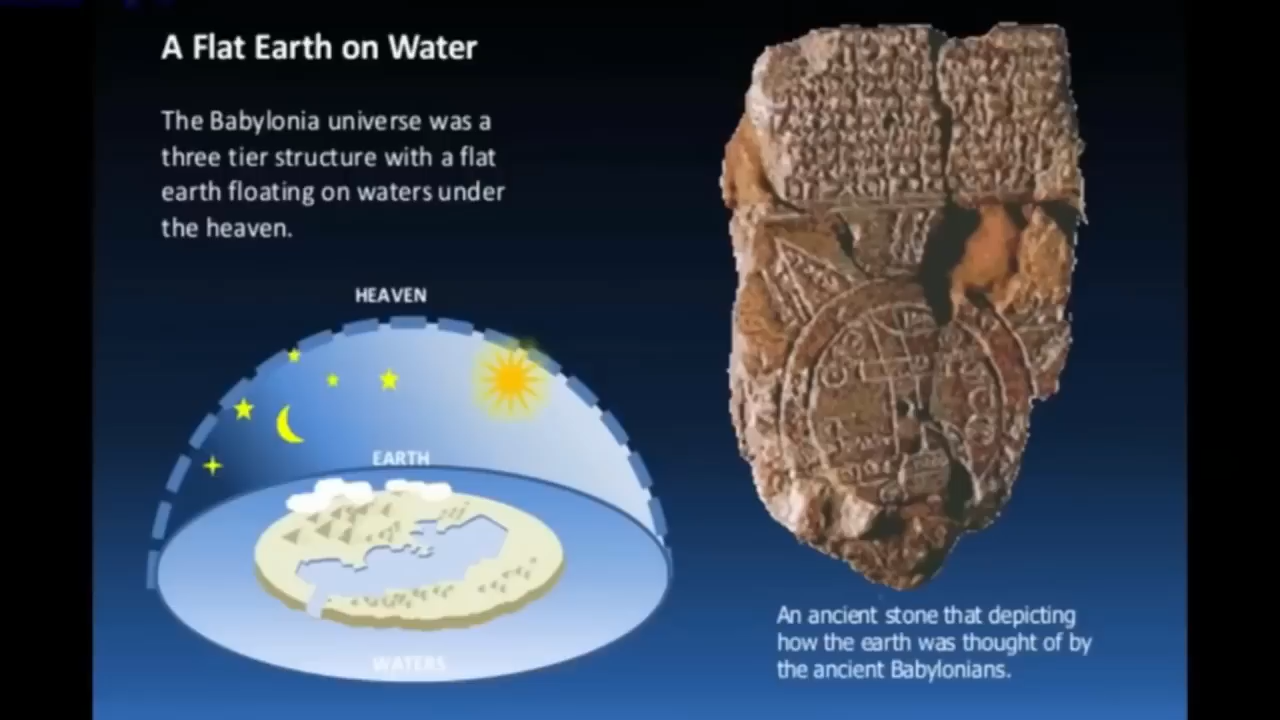 A Flat Earth on Water
The Babylonia universe was a
three tier structure with a flat
earth floating on waters under
the heaven.
HEAVEN
EARTH
WATERS
An ancient stone that depicting
how the earth was thought of by
the ancient Babylonians.